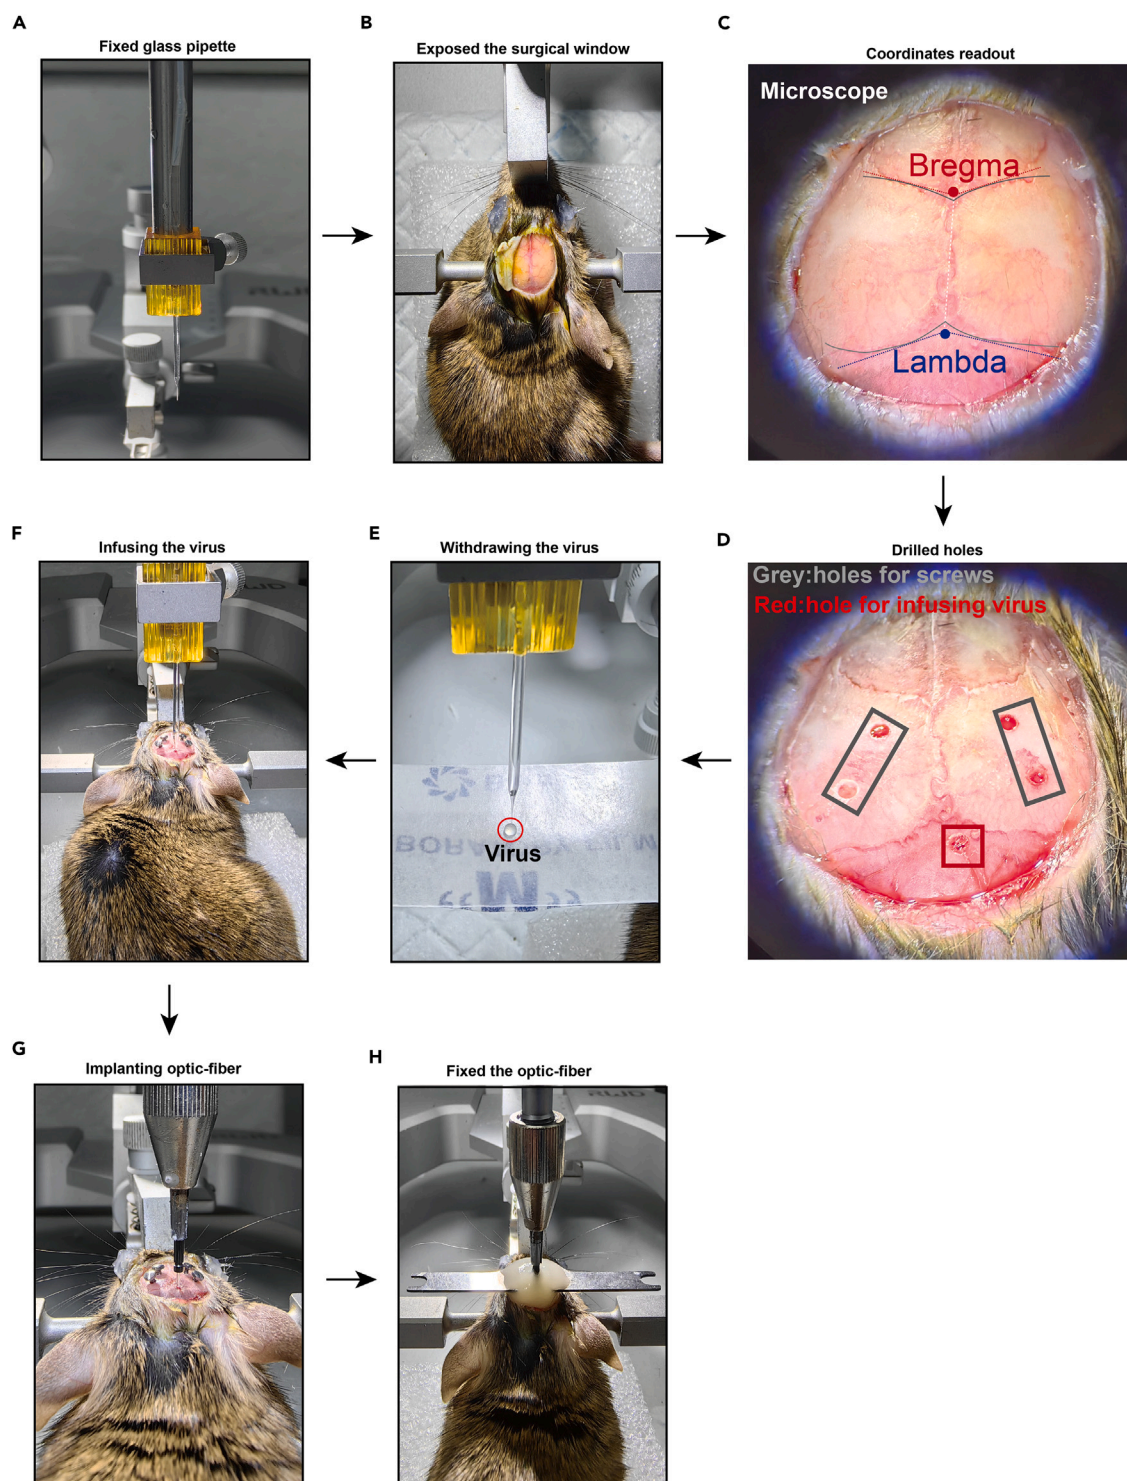 A
Fixed glass pipette
B
Exposed the surgical window
C
Coordinates readout
Microscope
Bregma
Lambda
D
Drilled holes
Grey:holes for screws
Red:hole for infusing virus
E
Withdrawing the virus
Virus
F
Infusing the virus
G
Implanting optic-fiber
H
Fixed the optic-fiber